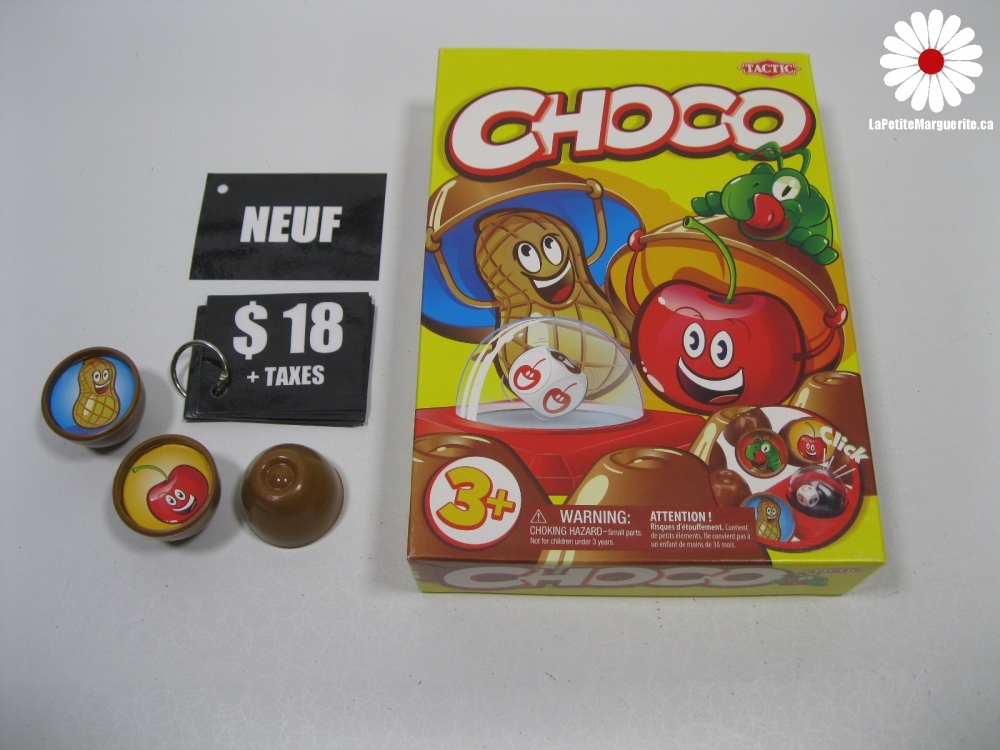 LaPetiteMarguerite.ca
TACTIC
CHOCO
NEUF
$ 18
+ TAXES
Click
3+
WARNING:
CHOKING HAZARD-Small parts.
Not for children under 3 years.
ATTENTION !
Risques d'étouffement. Contient
de petits éléments. Ne convient pas à
un enfant de moins de 36 mois.
CHOCO
TACTIC